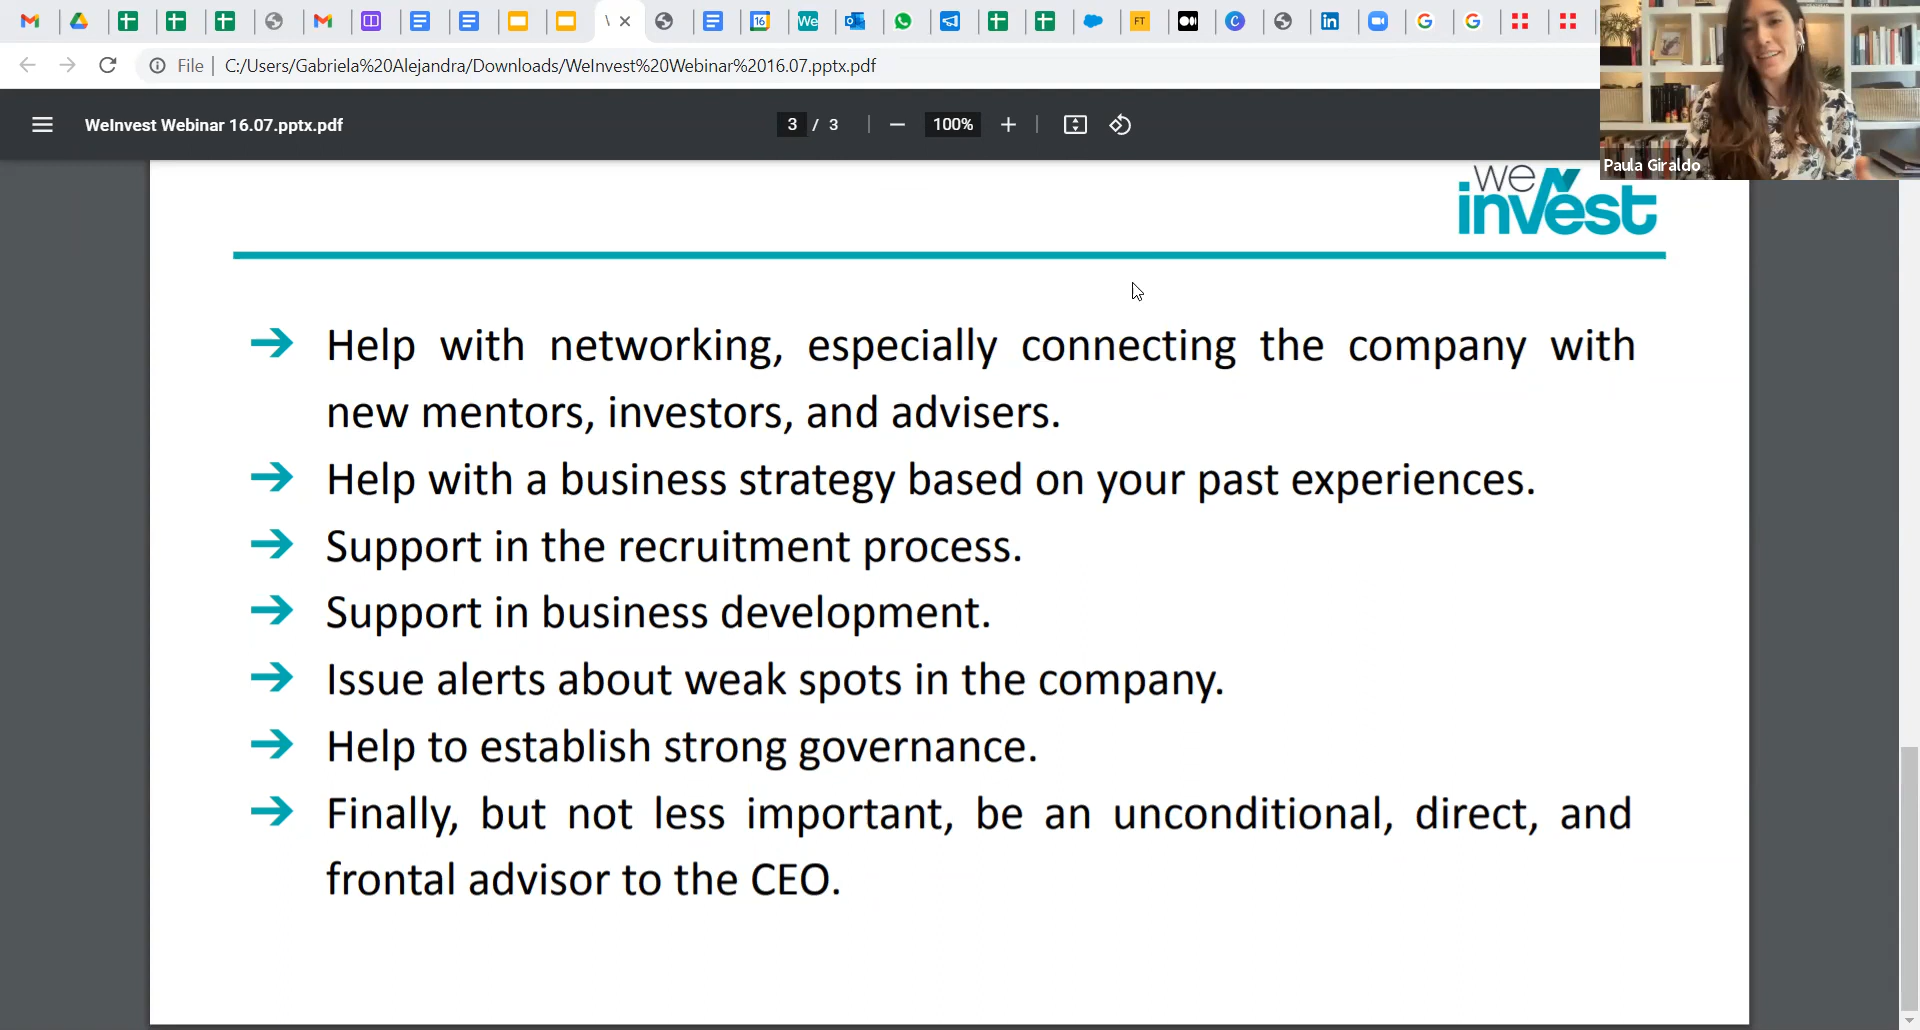 16
We
FT
C
in
G
G
File
C:/Users/Gabriela%20Alejandra/Downloads/WeInvest%20Webinar%2016.07.pptx.pdf
WeInvest Webinar 16.07.pptx.pdf
3 / 3
100%
Paula Giraldo
we
invest
Help with networking, especially connecting the company with
new mentors, investors, and advisers.
Help with a business strategy based on your past experiences.
Support in the recruitment process.
Support in business development.
Issue alerts about weak spots in the company.
Help to establish strong governance.
Finally, but not less important, be an unconditional, direct, and
frontal advisor to the CEO.